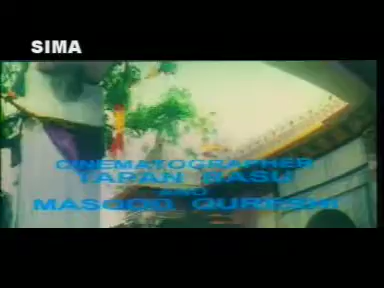 SIMA
CINEMATOGRAPHER
TAPAN BASU
AND
MASOOD QURESHI